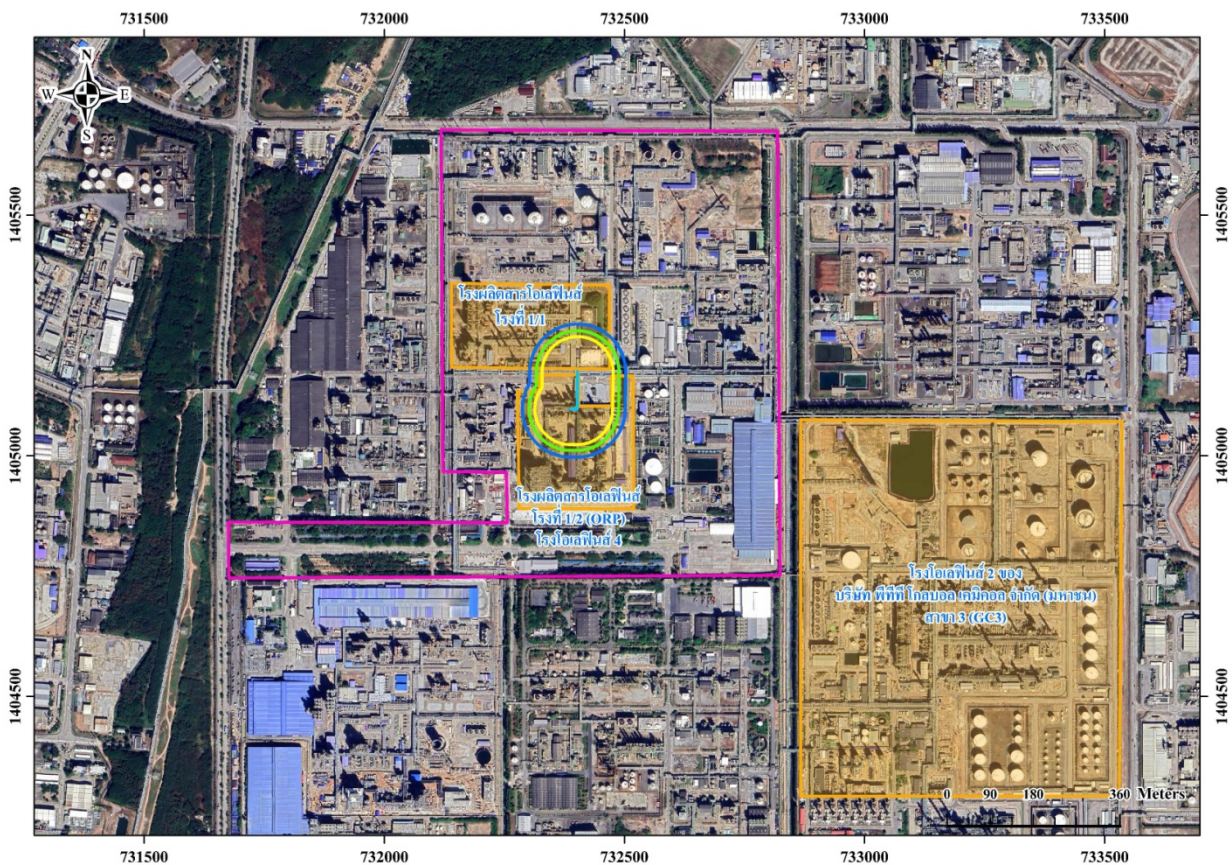 731500 732000 732500 733000 733500
N
W E
S
1405500 1405500
โรงผลิตสารโอเลฟินส์
โรงที่ 1/1
1405000 1405000
โรงผลิตสารโอเลฟินส์
โรงที่ 1/2 (ORP)
โรงโอเลฟินส์ 4
โรงโอเลฟินส์ 2 ของ
บริษัท พีทีที โกลบอล เคมิคอล จำกัด (มหาชน)
สาขา 3 (GC3)
1404500 1404500
0 90 180 360 Meters
731500 732000 732500 733000 733500